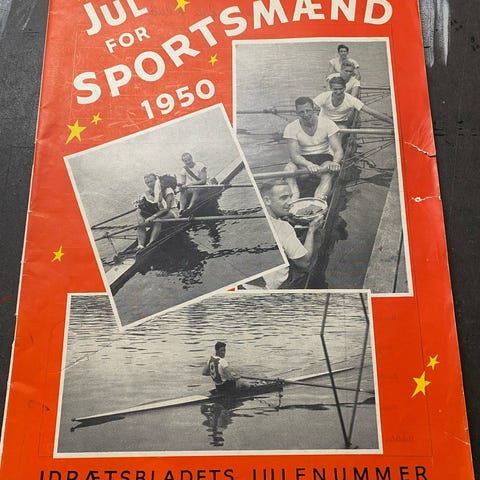 JUL
FOR
SPORTSMÆND
1950
IDRÆTSBLADETS JULENUMMER